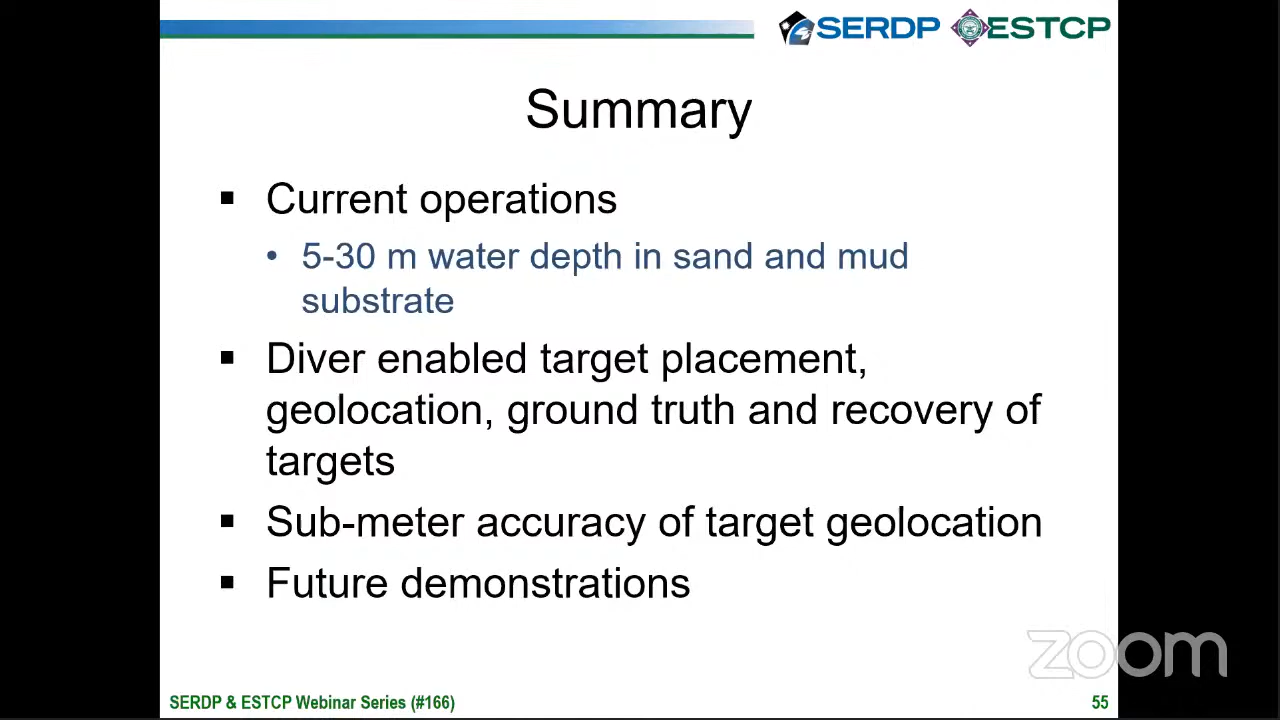 SERDP ESTCP
Summary
▪ Current operations
• 5-30 m water depth in sand and mud
substrate
▪ Diver enabled target placement,
geolocation, ground truth and recovery of
targets
▪ Sub-meter accuracy of target geolocation
▪ Future demonstrations
zoom
SERDP & ESTCP Webinar Series (#166) 55